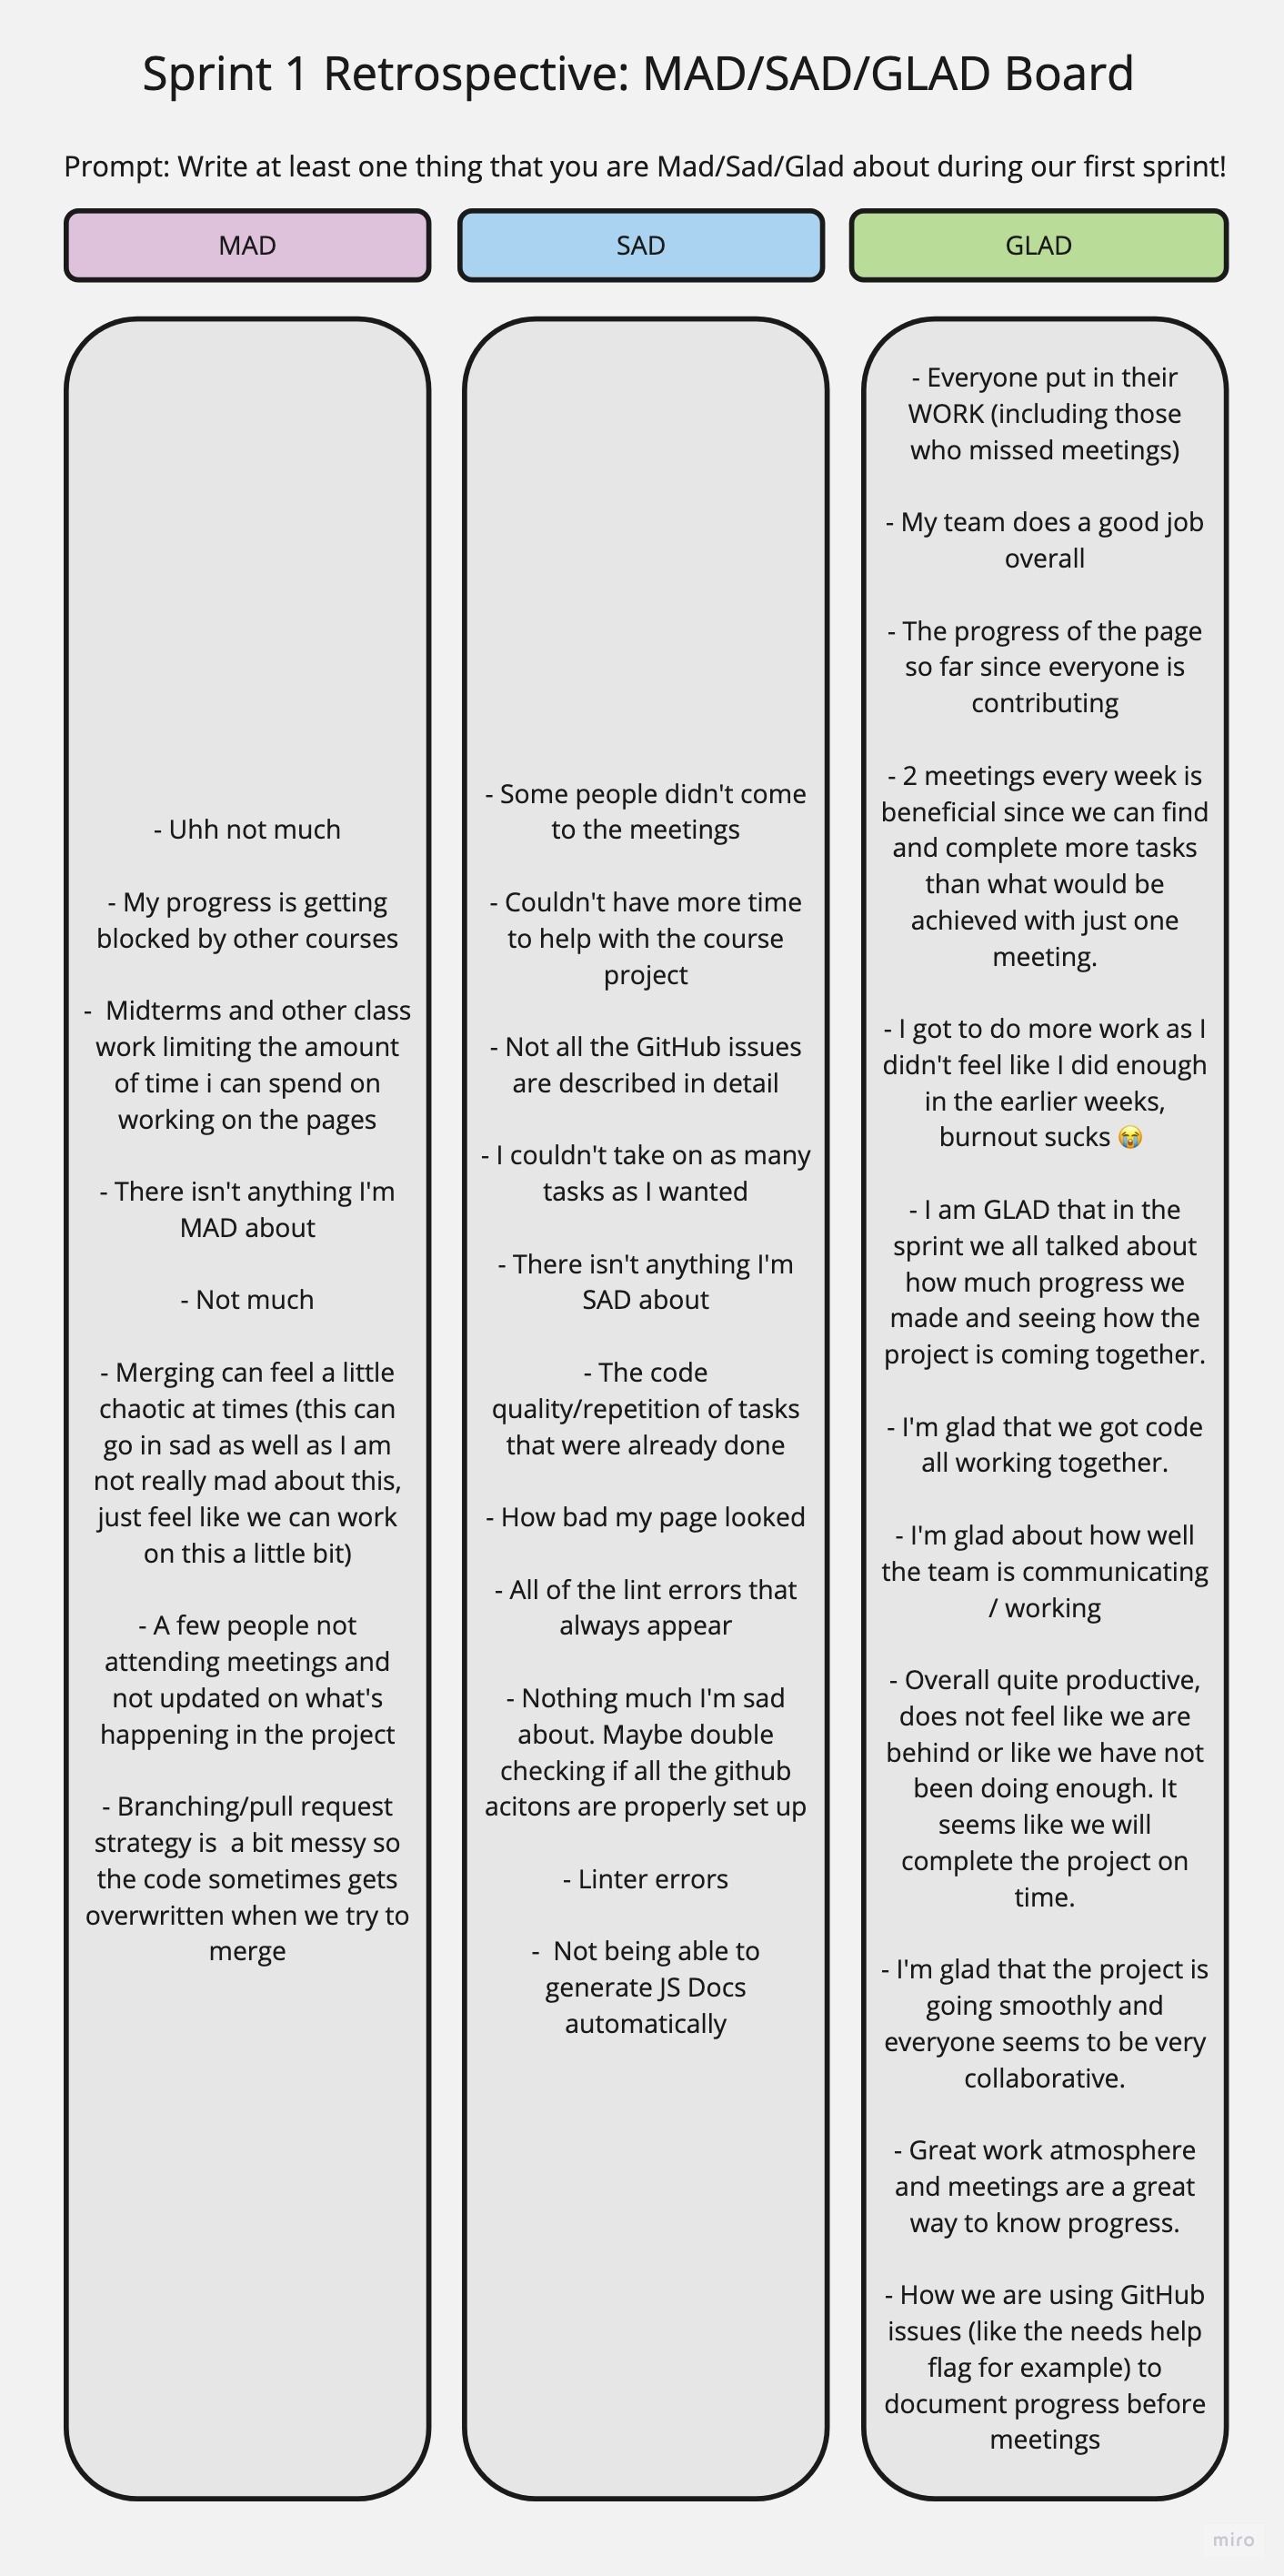 Sprint 1 Retrospective: MAD/SAD/GLAD Board
Prompt: Write at least one thing that you are Mad/Sad/Glad about during our first sprint!
MAD
- Uhh not much
- My progress is getting
blocked by other courses
-  Midterms and other class
work limiting the amount
of time i can spend on
working on the pages
- There isn't anything I'm
MAD about
- Not much
- Merging can feel a little
chaotic at times (this can
go in sad as well as I am
not really mad about this,
just feel like we can work
on this a little bit)
- A few people not
attending meetings and
not updated on what's
happening in the project
- Branching/pull request
strategy is  a bit messy so
the code sometimes gets
overwritten when we try to
merge
SAD
- Some people didn't come
to the meetings
- Couldn't have more time
to help with the course
project
- Not all the GitHub issues
are described in detail
- I couldn't take on as many
tasks as I wanted
- There isn't anything I'm
SAD about
- The code
quality/repetition of tasks
that were already done
- How bad my page looked
- All of the lint errors that
always appear
- Nothing much I'm sad
about. Maybe double
checking if all the github
acitons are properly set up
- Linter errors
-  Not being able to
generate JS Docs
automatically
GLAD
- Everyone put in their
WORK (including those
who missed meetings)
- My team does a good job
overall
- The progress of the page
so far since everyone is
contributing
- 2 meetings every week is
beneficial since we can find
and complete more tasks
than what would be
achieved with just one
meeting.
- I got to do more work as I
didn't feel like I did enough
in the earlier weeks,
burnout sucks 😭
- I am GLAD that in the
sprint we all talked about
how much progress we
made and seeing how the
project is coming together.
- I'm glad that we got code
all working together.
- I'm glad about how well
the team is communicating
/ working
- Overall quite productive,
does not feel like we are
behind or like we have not
been doing enough. It
seems like we will
complete the project on
time.
- I'm glad that the project is
going smoothly and
everyone seems to be very
collaborative.
- Great work atmosphere
and meetings are a great
way to know progress.
- How we are using GitHub
issues (like the needs help
flag for example) to
document progress before
meetings
miro